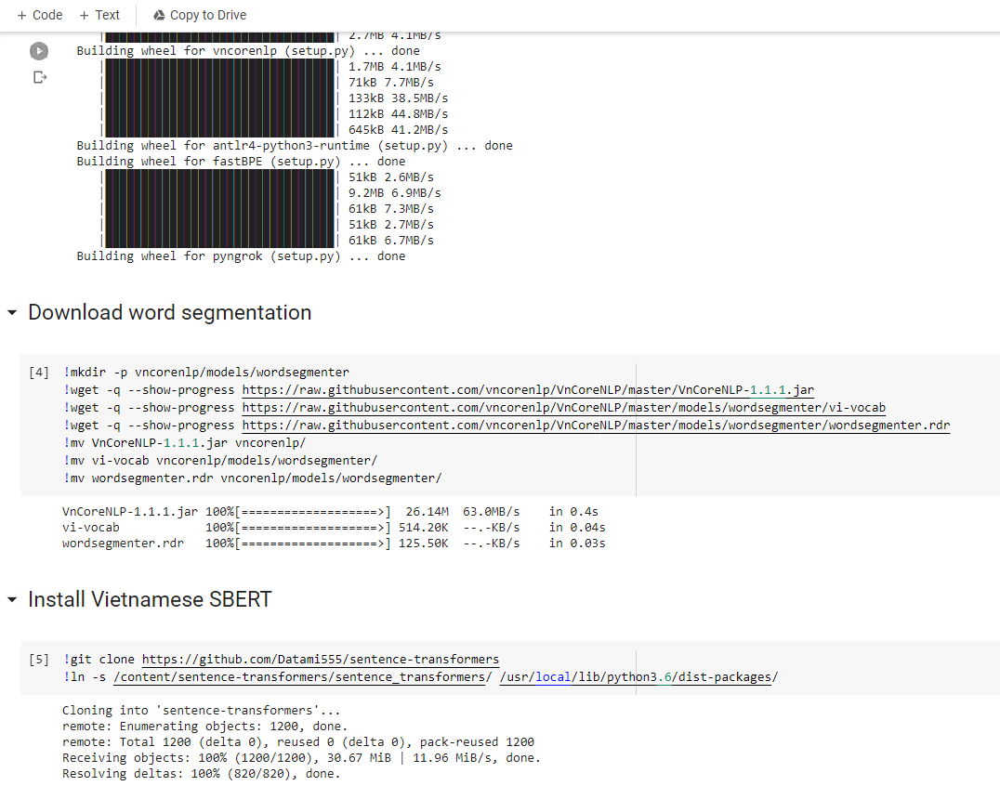 + Code + Text Copy to Drive
2.7MB 4.1MB/s
Building wheel for vncorenlp (setup.py) ... done
| 1.7MB 4.1MB/s
| 71kB 7.7MB/s
| 133kB 38.5MB/s
| 112kB 44.8MB/s
| 645kB 41.2MB/s
Building wheel for antlr4-python3-runtime (setup.py) ... done
Building wheel for fastBPE (setup.py) ... done
| 51kB 2.6MB/s
| 9.2MB 6.9MB/s
| 61kB 7.3MB/s
| 51kB 2.7MB/s
| 61kB 6.7MB/s
Building wheel for pyngrok (setup.py) ... done
Download word segmentation
[4] !mkdir -p vncorenlp/models/wordsegmenter
!wget -q --show-progress https://raw.githubusercontent.com/vncorenlp/VnCoreNLP/master/VnCoreNLP-1.1.1.jar
!wget -q --show-progress https://raw.githubusercontent.com/vncorenlp/VnCoreNLP/master/models/wordsegmenter/vi-vocab
!wget -q --show-progress https://raw.githubusercontent.com/vncorenlp/VnCoreNLP/master/models/wordsegmenter/wordsegmenter.rdr
!mv VnCoreNLP-1.1.1.jar vncorenlp/
!mv vi-vocab vncorenlp/models/wordsegmenter/
!mv wordsegmenter.rdr vncorenlp/models/wordsegmenter/
VnCoreNLP-1.1.1.jar 100%[===================>] 26.14M 63.0MB/s in 0.4s
vi-vocab 100%[===================>] 514.20K --.-KB/s in 0.04s
wordsegmenter.rdr 100%[===================>] 125.50K --.-KB/s in 0.03s
Install Vietnamese SBERT
[5] !git clone https://github.com/Datami555/sentence-transformers
!ln -s /content/sentence-transformers/sentence_transformers/ /usr/local/lib/python3.6/dist-packages/
Cloning into 'sentence-transformers'...
remote: Enumerating objects: 1200, done.
remote: Total 1200 (delta 0), reused 0 (delta 0), pack-reused 1200
Receiving objects: 100% (1200/1200), 30.67 MiB | 11.96 MiB/s, done.
Resolving deltas: 100% (820/820), done.